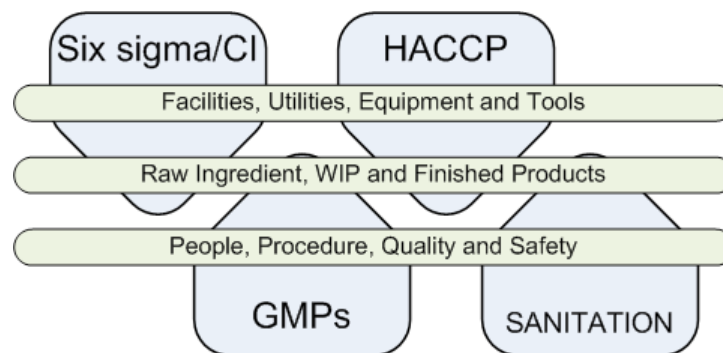 Six sigma/CI
HACCP
Facilities, Utilities, Equipment and Tools
Raw Ingredient, WIP and Finished Products
People, Procedure, Quality and Safety
GMPs
SANITATION